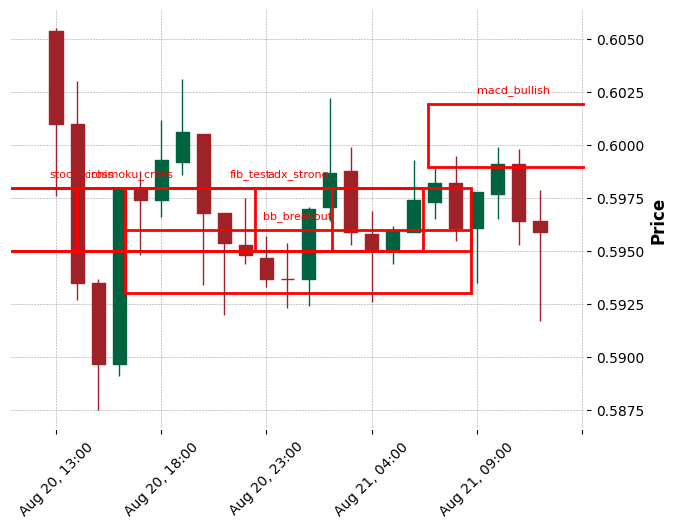 0.6050
0.6025
0.6000
0.5975
0.5950
0.5925
0.5900
0.5875
Price
macd_bullish
fib_test
adx_strong
bb_breakout
Aug 20, 13:00
Aug 20, 18:00
Aug 20, 23:00
Aug 21, 04:00
Aug 21, 09:00